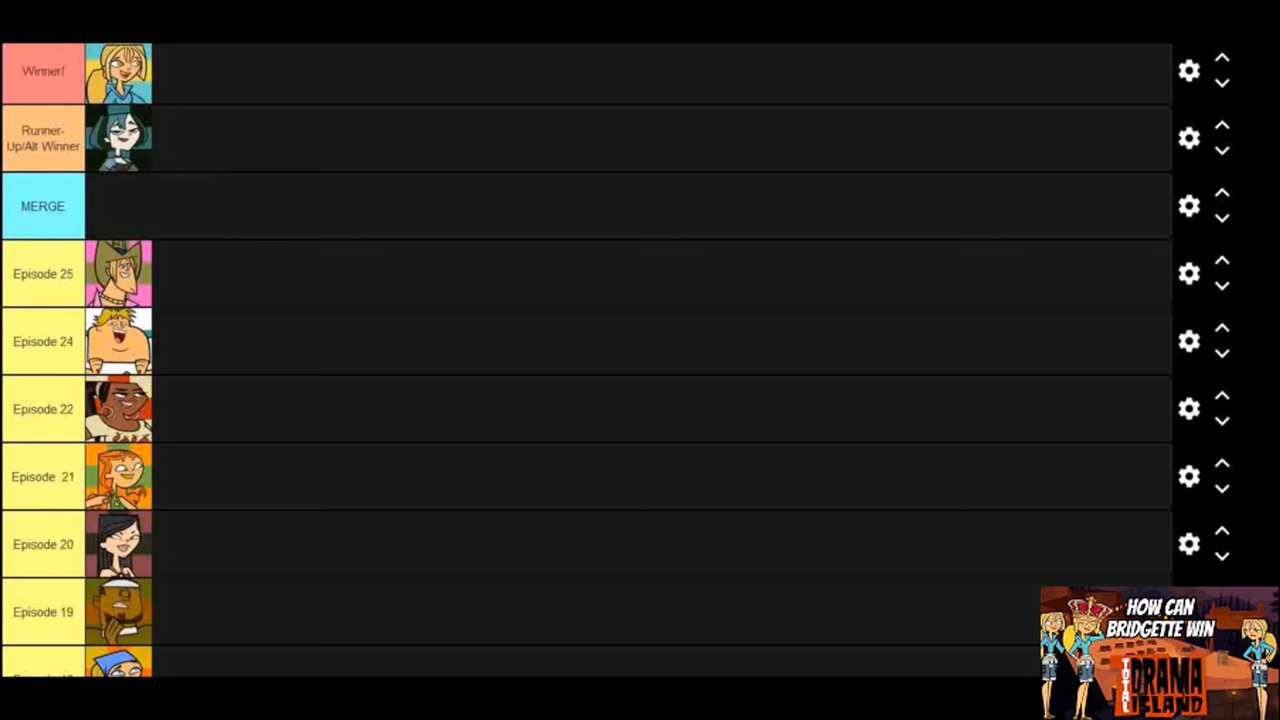 Winner!
Runner-
Up/Alt Winner
MERGE
Episode 25
Episode 24
Episode 22
Episode 21
Episode 20
Episode 19
HOW CAN
BRIDGETTE WIN
TOTAL
DRAMA
ISLAND